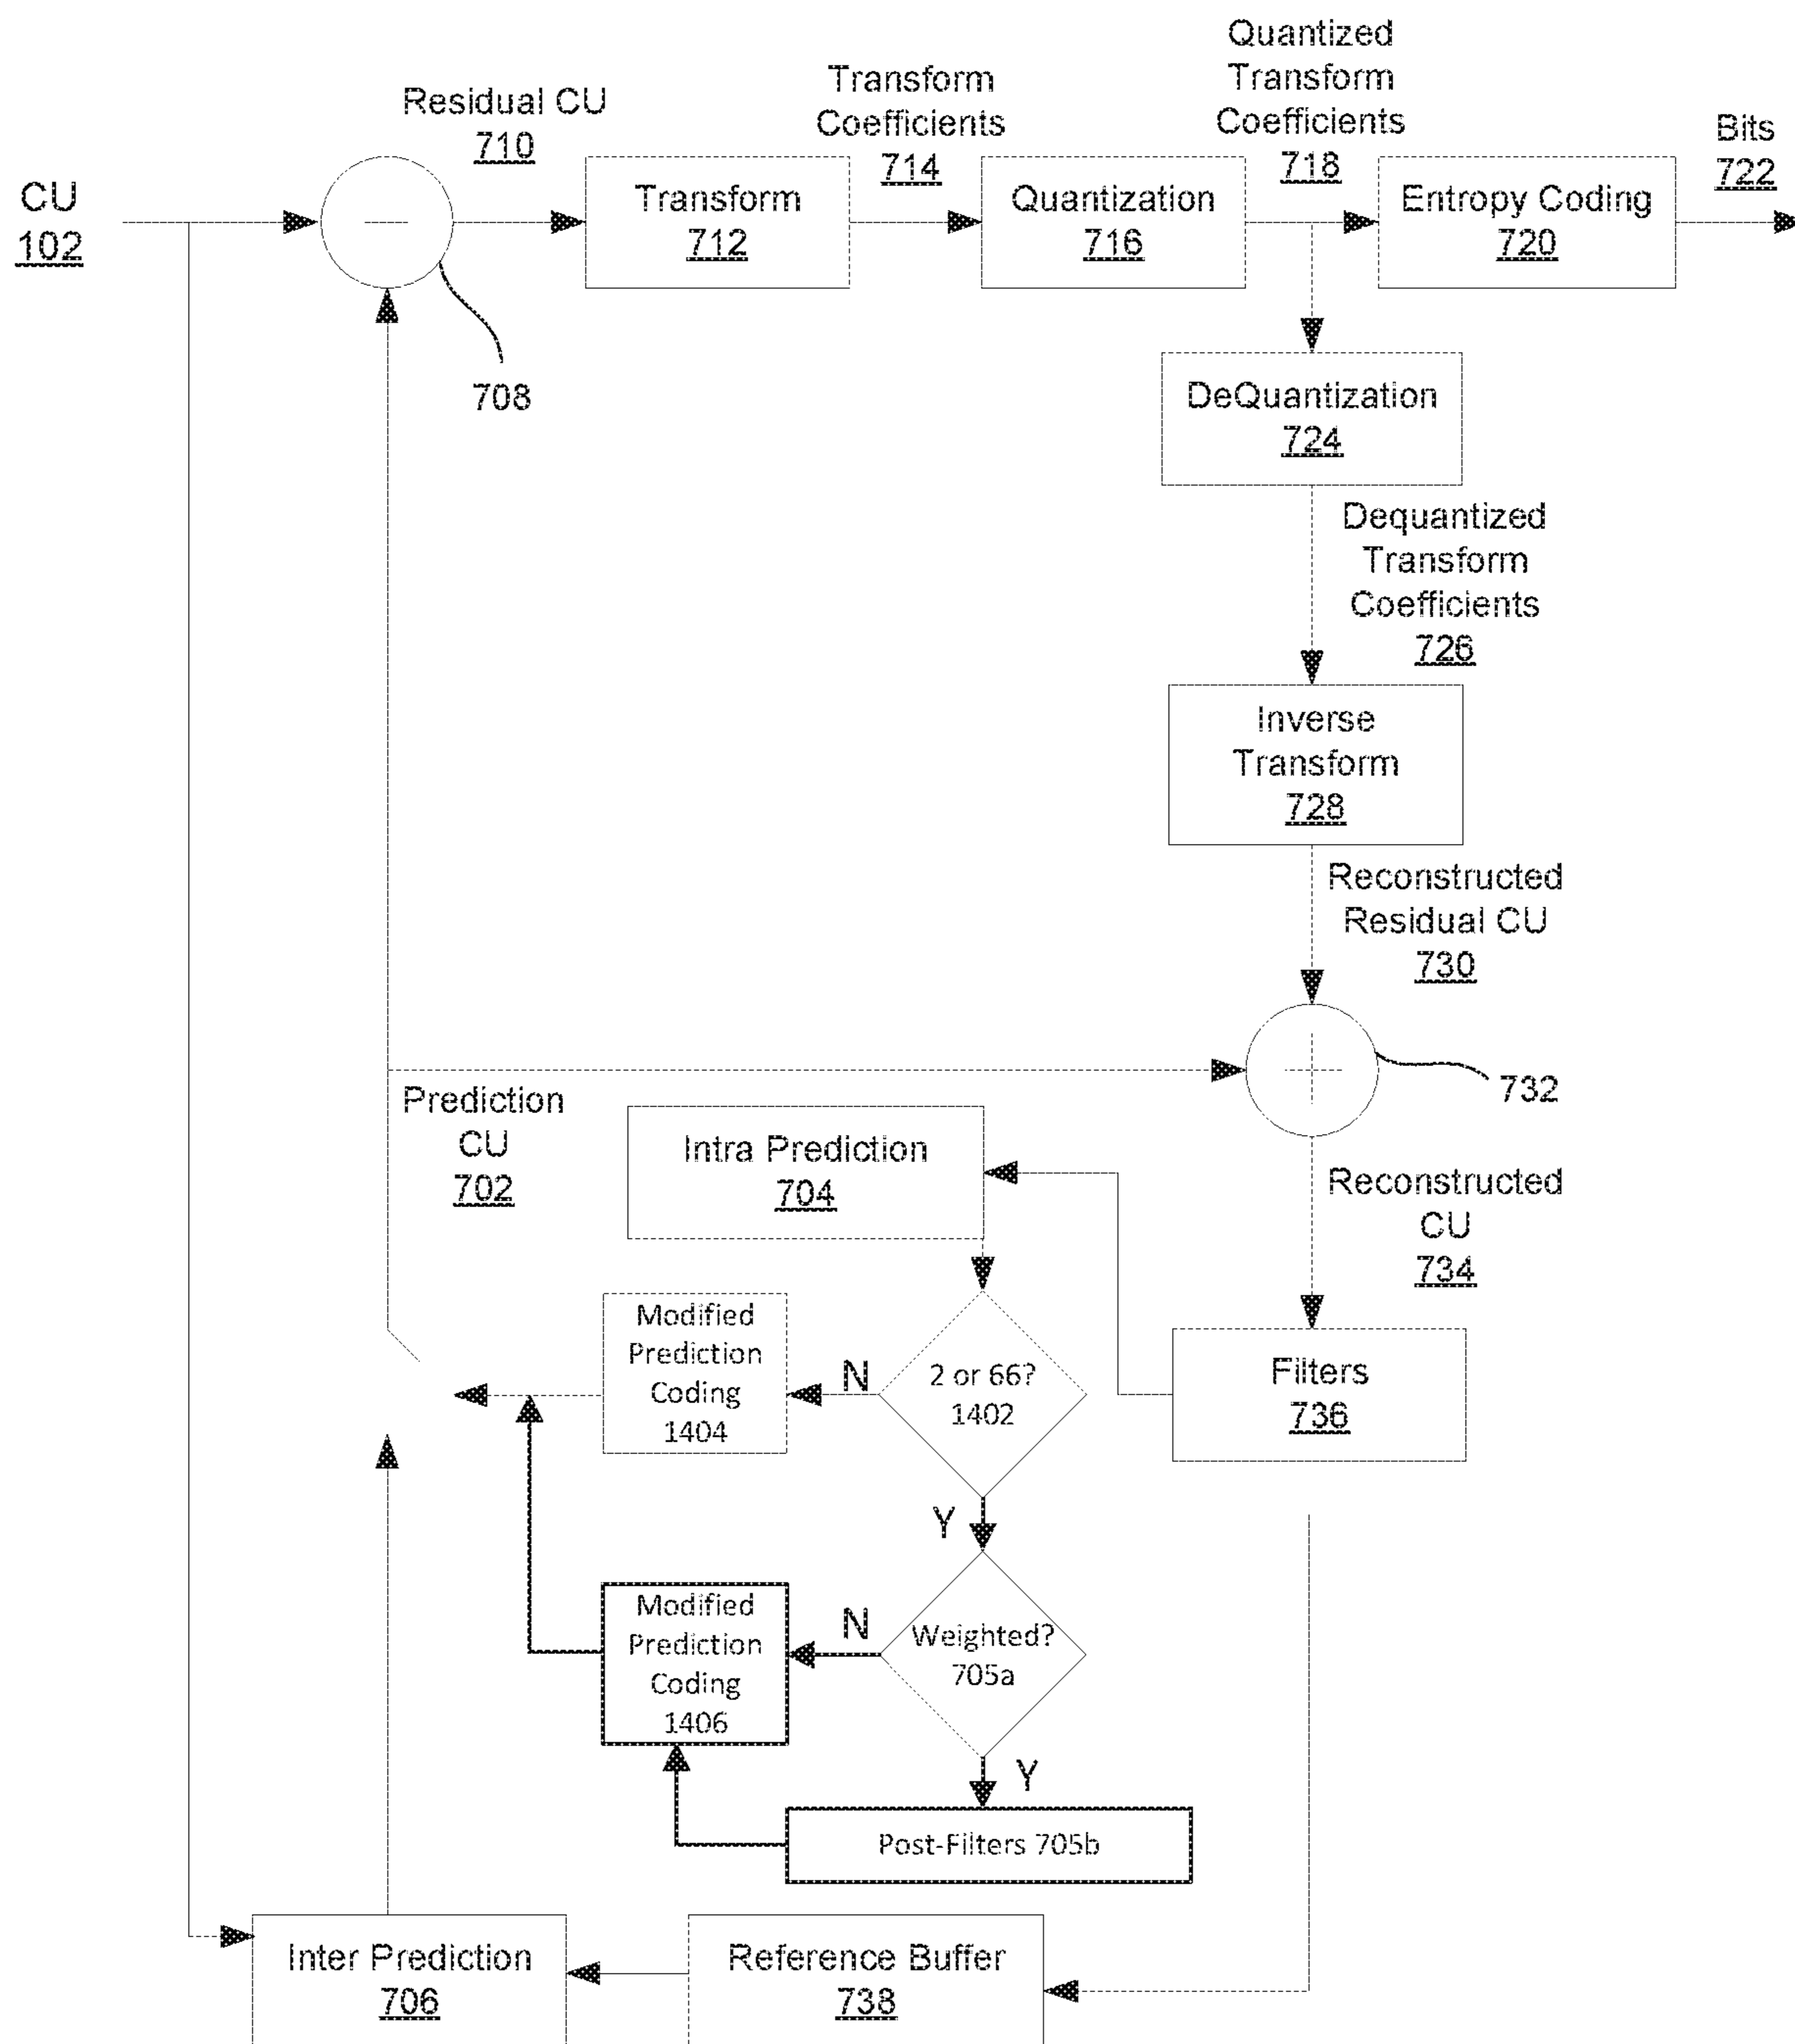 Quantized
Transform
Coefficients
718
Transform
Coefficients
714
Residual CU
710
Bits
722
CU
102
Transform
712
Quantization
716
Entropy Coding
720
708
DeQuantization
724
Dequantized
Transform
Coefficients
726
Inverse
Transform
728
Reconstructed
Residual CU
730
732
Prediction
CU
702
Intra Prediction
704
Reconstructed
CU
734
Modified
Prediction
Coding
1404
N
2 or 66?
1402
Filters
736
Y
Modified
Prediction
Coding
1406
N
Weighted?
705a
Y
Post-Filters 705b
Inter Prediction
706
Reference Buffer
738